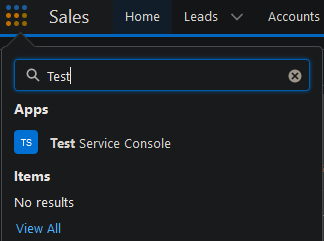 Sales Home Leads Accounts
Test
Apps
TS Test Service Console
Items
No results
View All